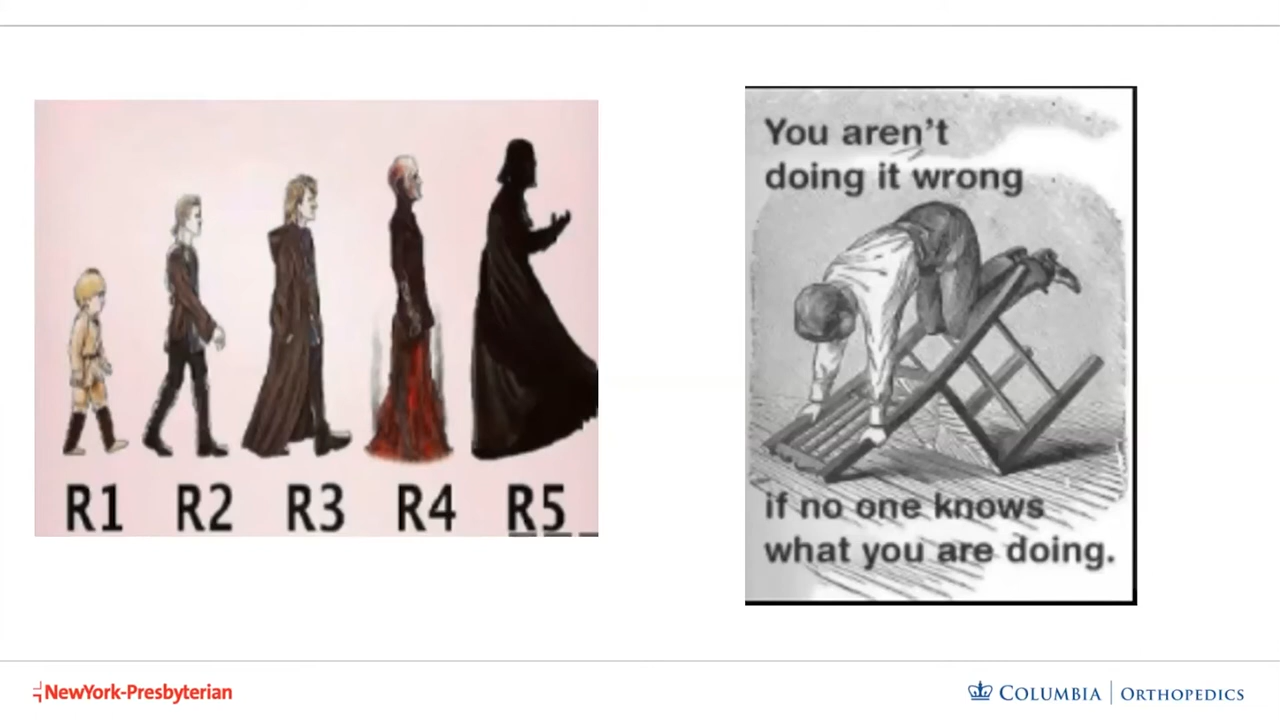 R1 R2 R3 R4 R5
You aren't
doing it wrong
if no one knows
what you are doing.
NewYork-Presbyterian
COLUMBIA | ORTHOPEDICS